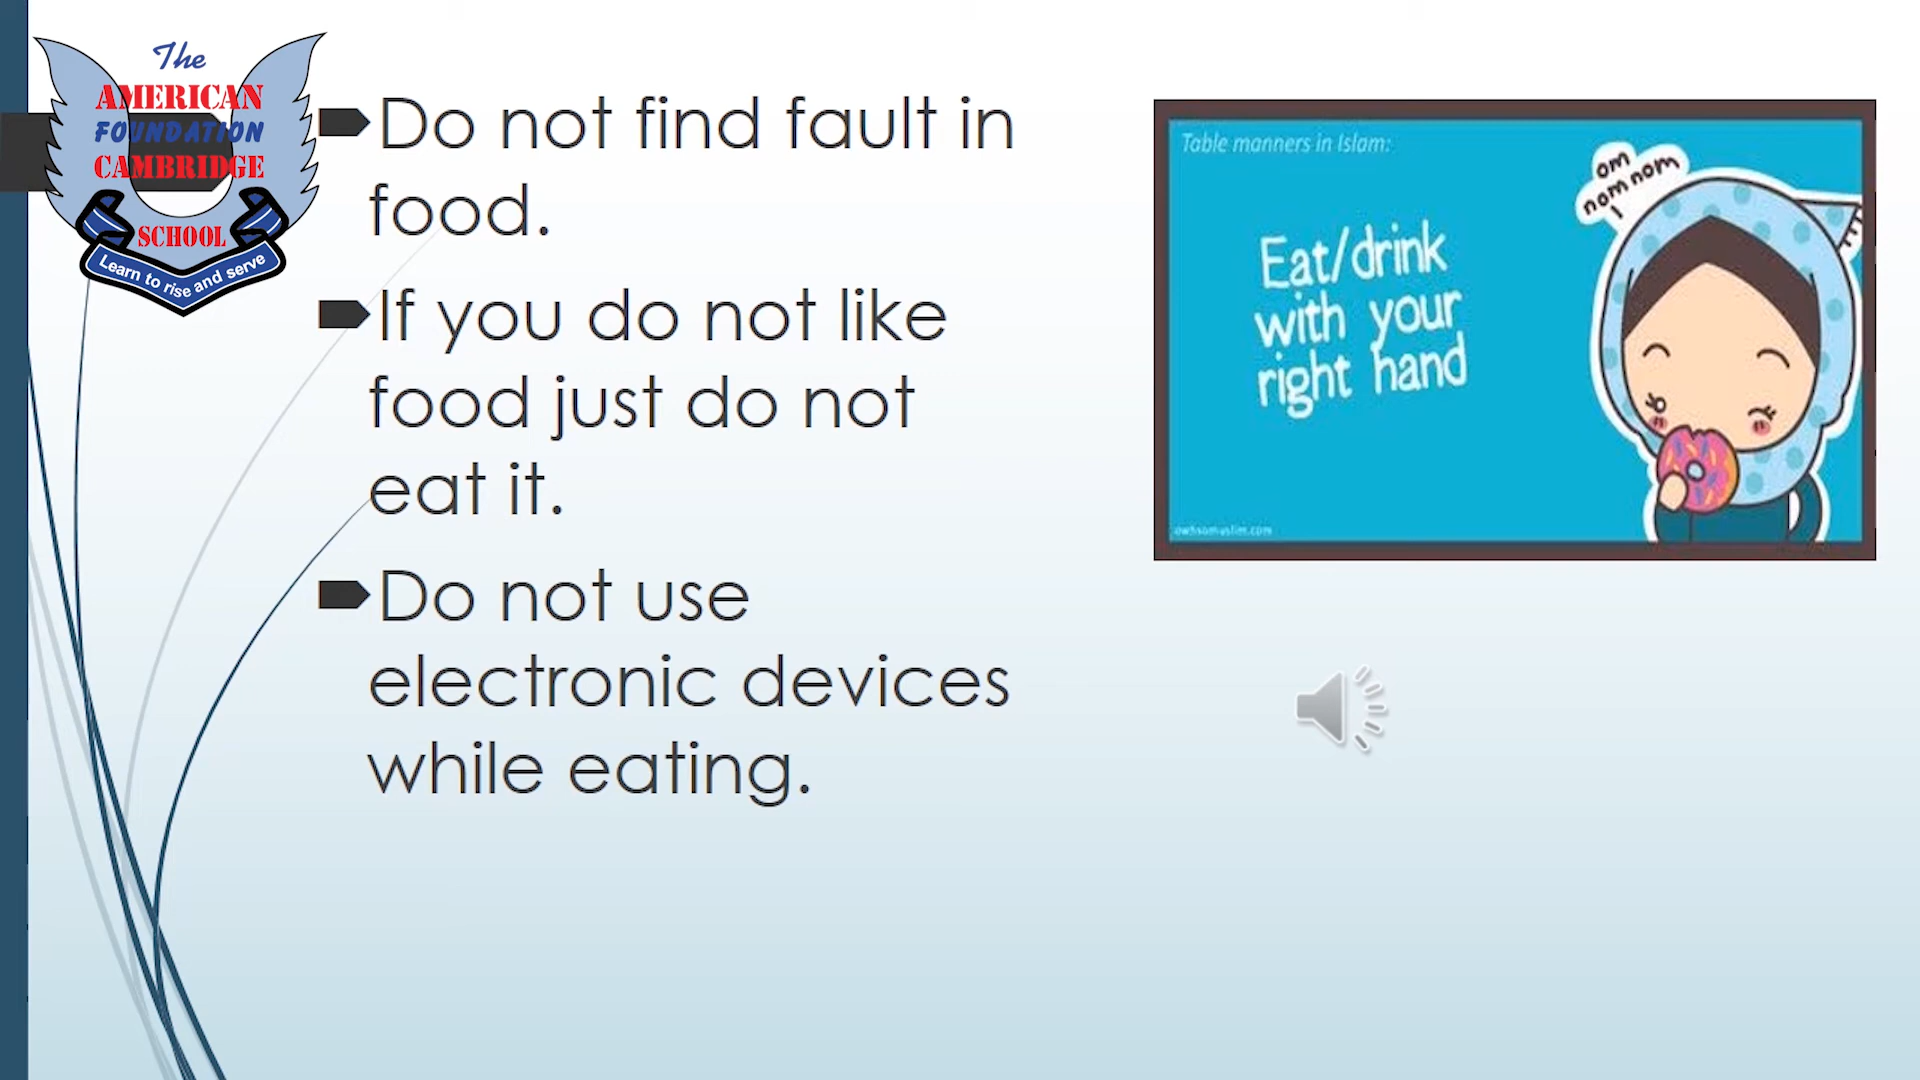 The
AMERICAN
FOUNDATION
CAMBRIDGE
SCHOOL
Learn to rise and serve
Do not find fault in
food.
If you do not like
food just do not
eat it.
Do not use
electronic devices
while eating.
Table manners in Islam:
om
nom nom
Eat/drink
with your
right hand
owhsomuslim.com